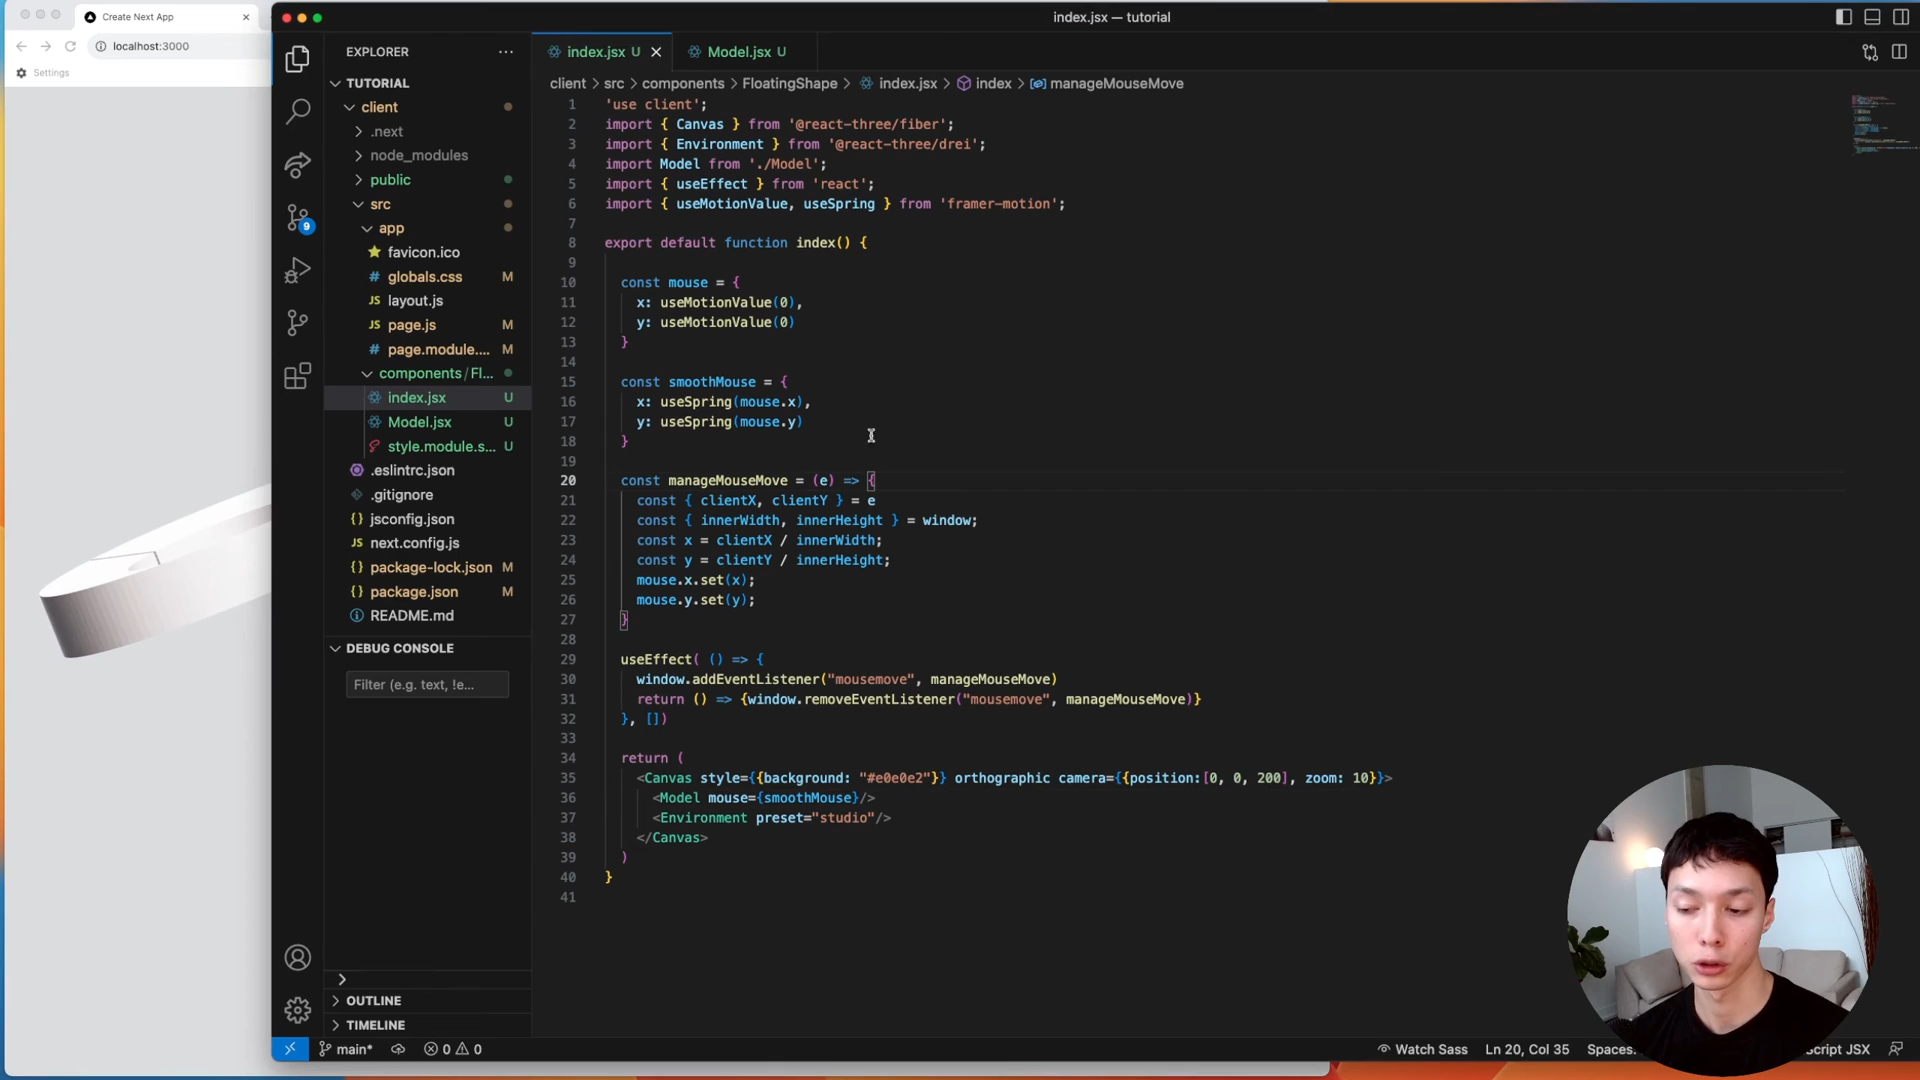 Create Next App
localhost:3000
Settings
index.jsx — tutorial
EXPLORER
TUTORIAL
client
.next
node_modules
public
src
app
favicon.ico
globals.css M
layout.js
page.js M
page.module.... M
components/Fl...
index.jsx U
Model.jsx U
style.module.s... U
.eslintrc.json
.gitignore
jsconfig.json
next.config.js
package-lock.json M
package.json M
README.md
DEBUG CONSOLE
Filter (e.g. text, !e...
OUTLINE
TIMELINE
9
index.jsx U
Model.jsx U
client > src > components > FloatingShape > index.jsx > index > manageMouseMove
1 'use client';
2 import { Canvas } from '@react-three/fiber';
3 import { Environment } from '@react-three/drei';
4 import Model from './Model';
5 import { useEffect } from 'react';
6 import { useMotionValue, useSpring } from 'framer-motion';
7
8 export default function index() {
9
10 const mouse = {
11 x: useMotionValue(0),
12 y: useMotionValue(0)
13 }
14
15 const smoothMouse = {
16 x: useSpring(mouse.x),
17 y: useSpring(mouse.y)
18 }
19
20 const manageMouseMove = (e) => {
21 const { clientX, clientY } = e
22 const { innerWidth, innerHeight } = window;
23 const x = clientX / innerWidth;
24 const y = clientY / innerHeight;
25 mouse.x.set(x);
26 mouse.y.set(y);
27 }
28
29 useEffect( () => {
30 window.addEventListener("mousemove", manageMouseMove)
31 return () => {window.removeEventListener("mousemove", manageMouseMove)}
32 }, [])
33
34 return (
35 <Canvas style={{background: "#e0e0e2"}} orthographic camera={{position:[0, 0, 200], zoom: 10}}>
36 <Model mouse={smoothMouse}/>
37 <Environment preset="studio"/>
38 </Canvas>
39 )
40 }
41
main* 0 0 Watch Sass Ln 20, Col 35 Spaces: cript JSX